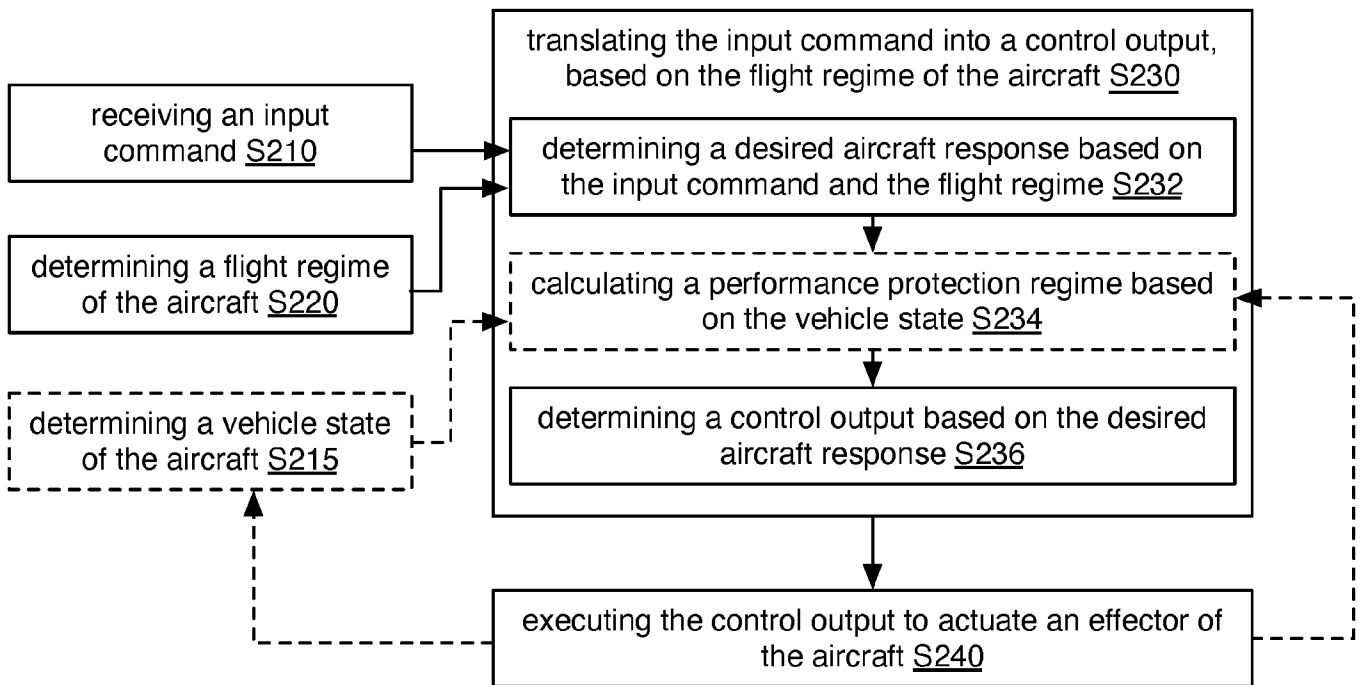 receiving an input
command S210
determining a flight regime
of the aircraft S220
determining a vehicle state
of the aircraft S215
translating the input command into a control output,
based on the flight regime of the aircraft S230
determining a desired aircraft response based on
the input command and the flight regime S232
calculating a performance protection regime based
on the vehicle state S234
determining a control output based on the desired
aircraft response S236
executing the control output to actuate an effector of
the aircraft S240